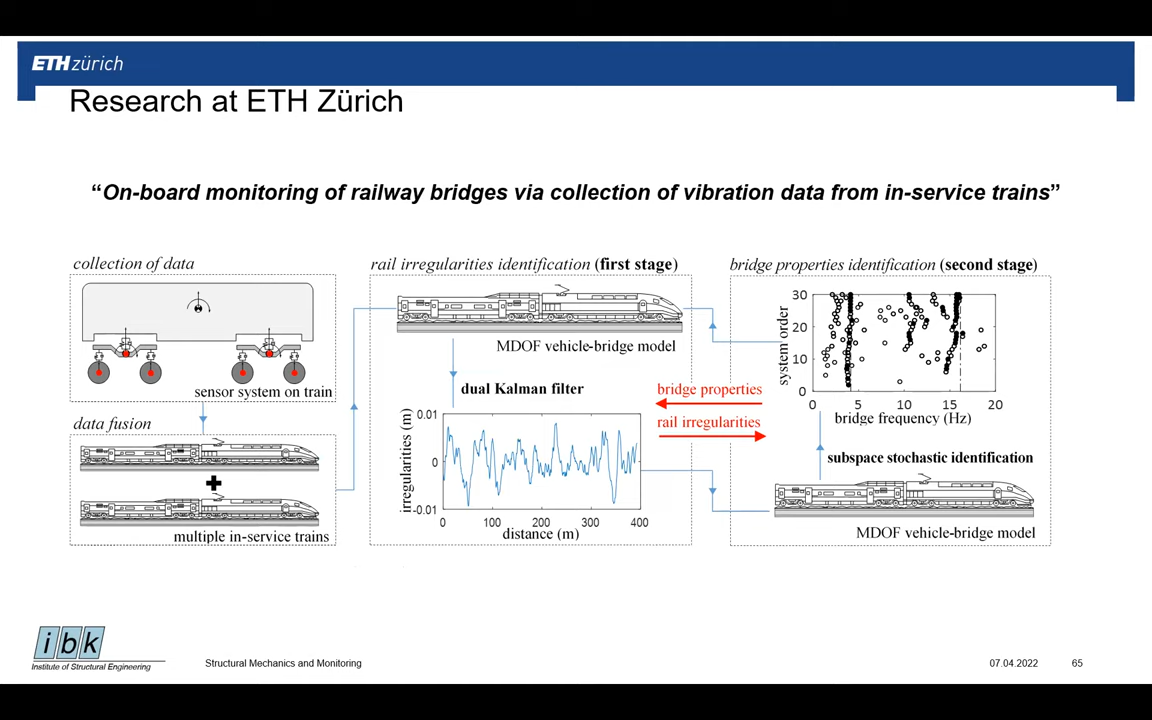 ETH zürich
Research at ETH Zürich
“On-board monitoring of railway bridges via collection of vibration data from in-service trains”
collection of data
sensor system on train
data fusion
+
multiple in-service trains
rail irregularities identification (first stage)
MDOF vehicle-bridge model
dual Kalman filter
irregularities (m)
0.01
0
-0.01
0 100 200 300 400
distance (m)
bridge properties
rail irregularities
bridge properties identification (second stage)
system order
30
20
10
0
0 5 10 15 20
bridge frequency (Hz)
subspace stochastic identification
MDOF vehicle-bridge model
ibk
Institute of Structural Engineering
Structural Mechanics and Monitoring
07.04.2022
65